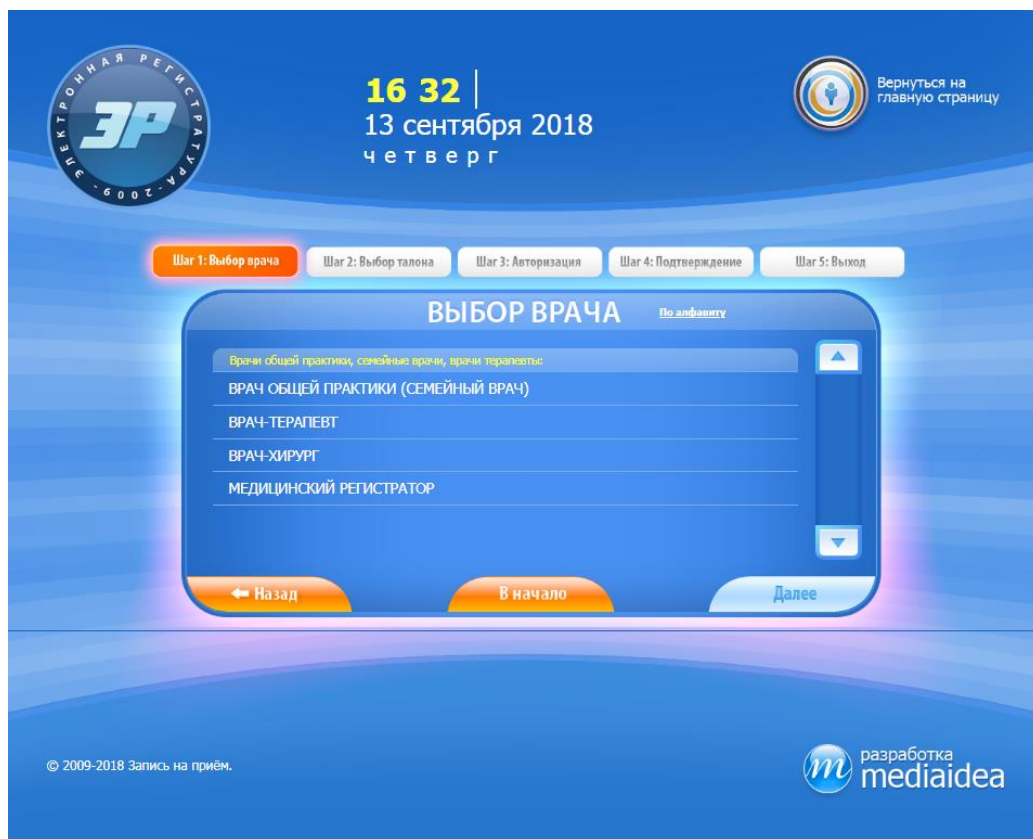 ЭЛЕКТРОННАЯ РЕГИСТРАТУРА - 2009 -
ЭР
16 32
13 сентября 2018
четверг
Вернуться на
главную страницу
Шаг 1: Выбор врача
Шаг 2: Выбор талона
Шаг 3: Авторизация
Шаг 4: Подтверждение
Шаг 5: Выход
ВЫБОР ВРАЧА
По алфавиту
Врачи общей практики, семейные врачи, врачи терапевты:
ВРАЧ ОБЩЕЙ ПРАКТИКИ (СЕМЕЙНЫЙ ВРАЧ)
ВРАЧ-ТЕРАПЕВТ
ВРАЧ-ХИРУРГ
МЕДИЦИНСКИЙ РЕГИСТРАТОР
Назад
В начало
Далее
© 2009-2018 Запись на приём.
m
разработка
mediaidea